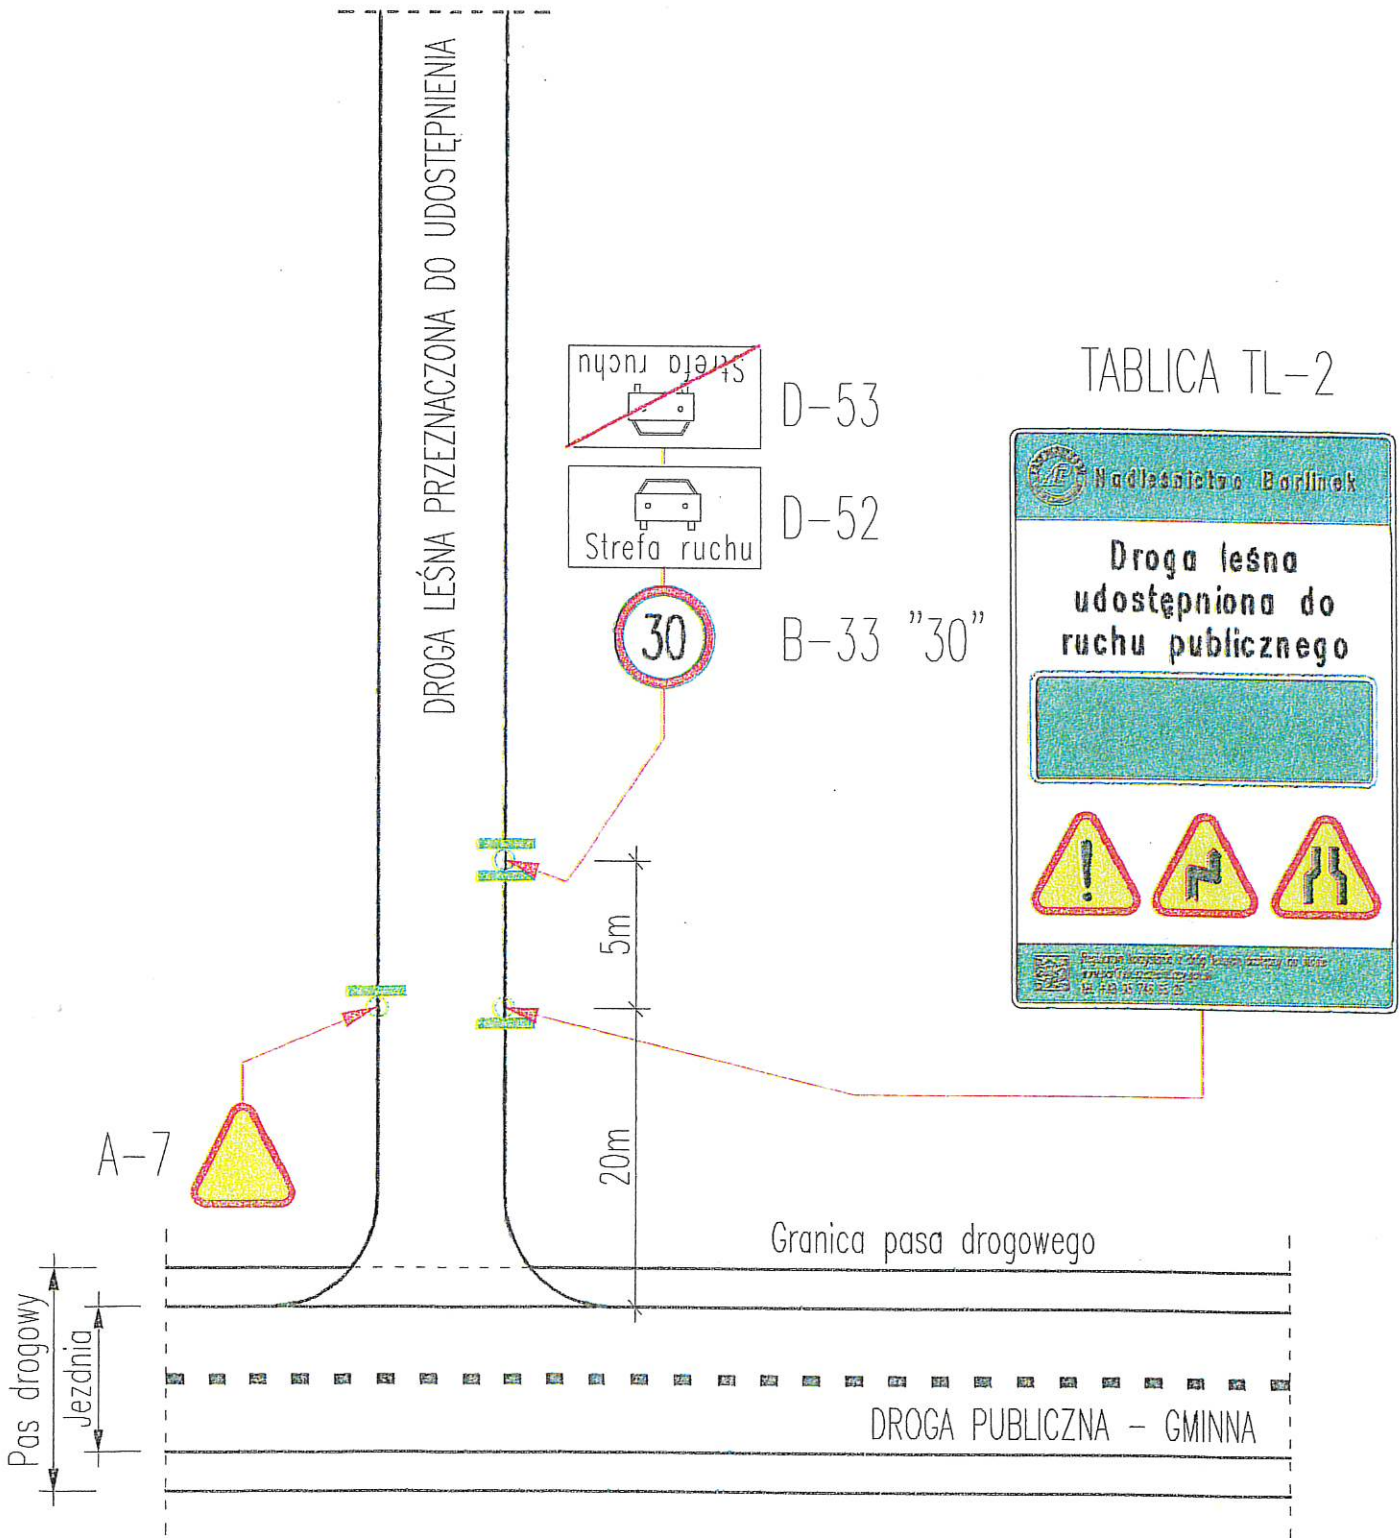 DROGA LEŚNA PRZEZNACZONA DO UDOSTĘPNIENIA
Strefa ruchu
D-53
Strefa ruchu
D-52
30
B-33 "30"
TABLICA TL-2
Nadleśnictwo Barlinek
Droga leśna
udostępniona do
ruchu publicznego
5m
20m
A-7
Granica pasa drogowego
Pas drogowy
Jezdnia
DROGA PUBLICZNA - GMINNA